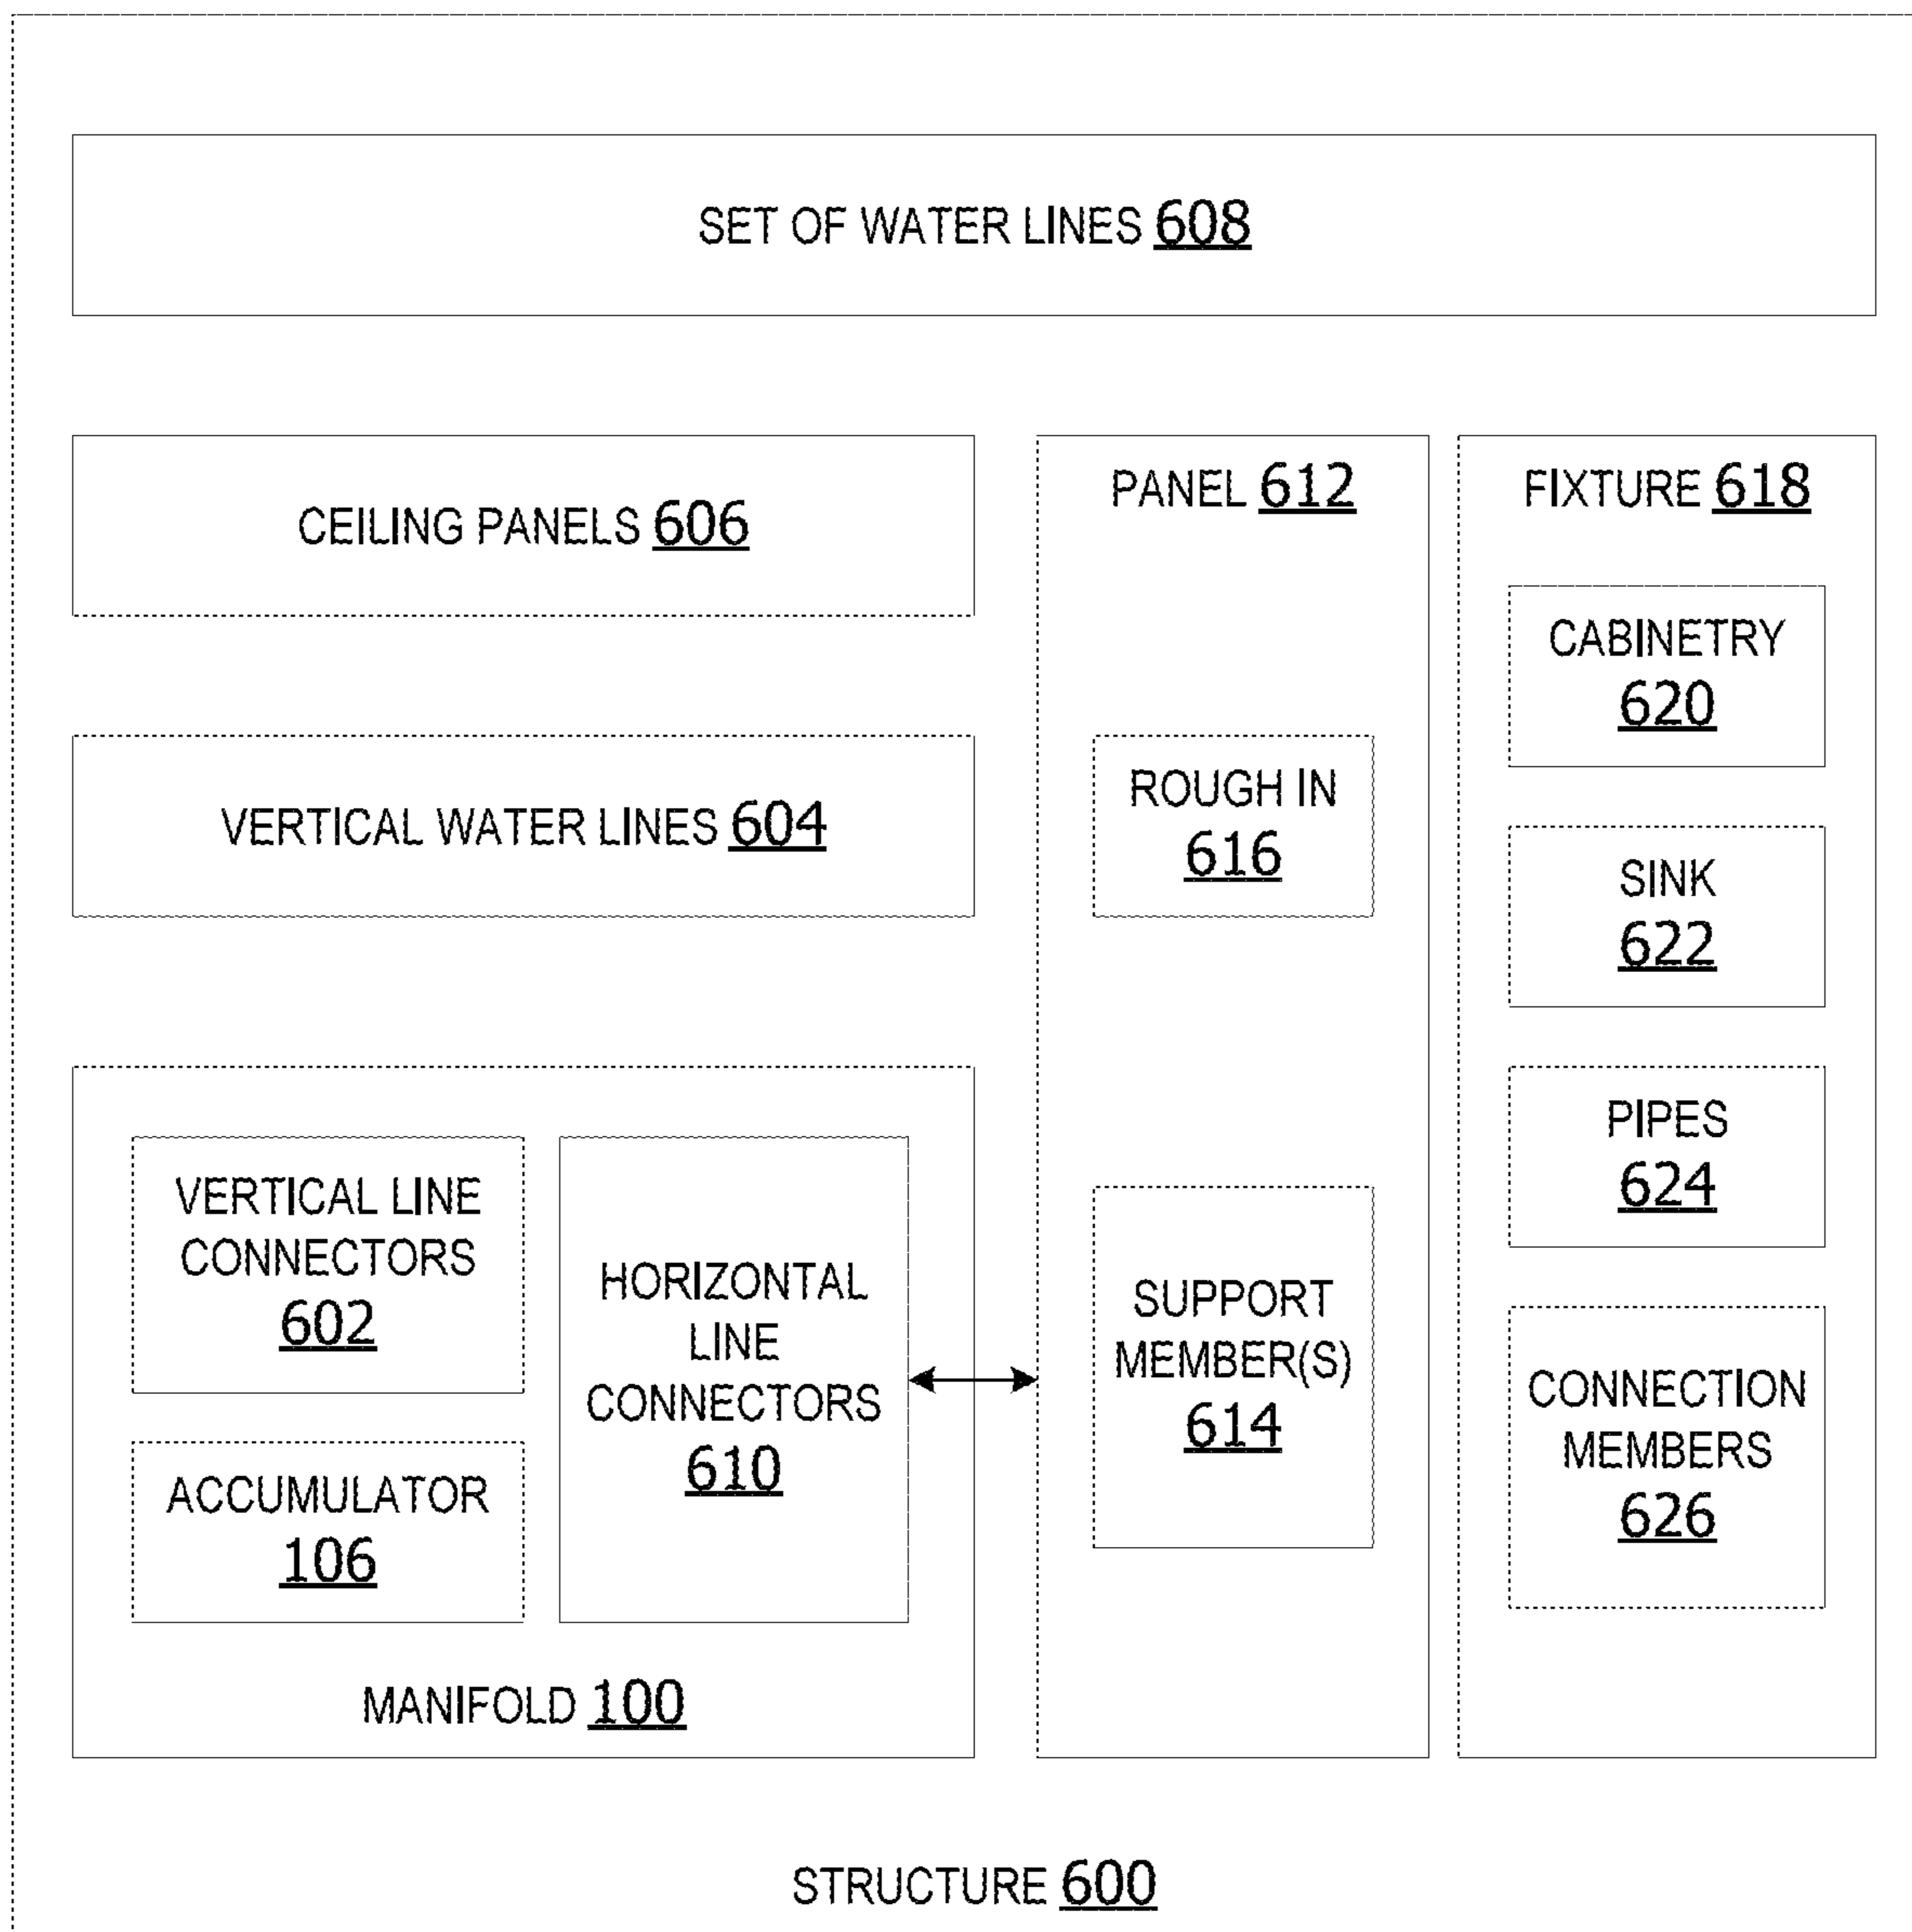 SET OF WATER LINES 608
CEILING PANELS 606
VERTICAL WATER LINES 604
VERTICAL LINE
CONNECTORS
602
ACCUMULATOR
106
HORIZONTAL
LINE
CONNECTORS
610
MANIFOLD 100
PANEL 612
ROUGH IN
616
SUPPORT
MEMBER(S)
614
FIXTURE 618
CABINETRY
620
SINK
622
PIPES
624
CONNECTION
MEMBERS
626
STRUCTURE 600